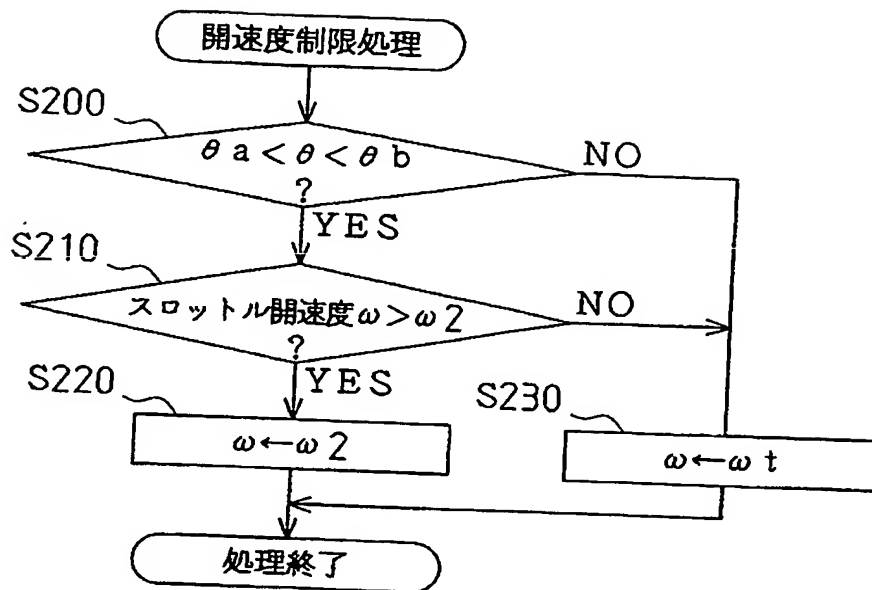 開速度制限処理
S200
θa<θ<θb
?
NO
YES
S210
スロットル開速度ω>ω2
?
NO
YES
S220
ω←ω2
S230
ω←ωt
処理終了